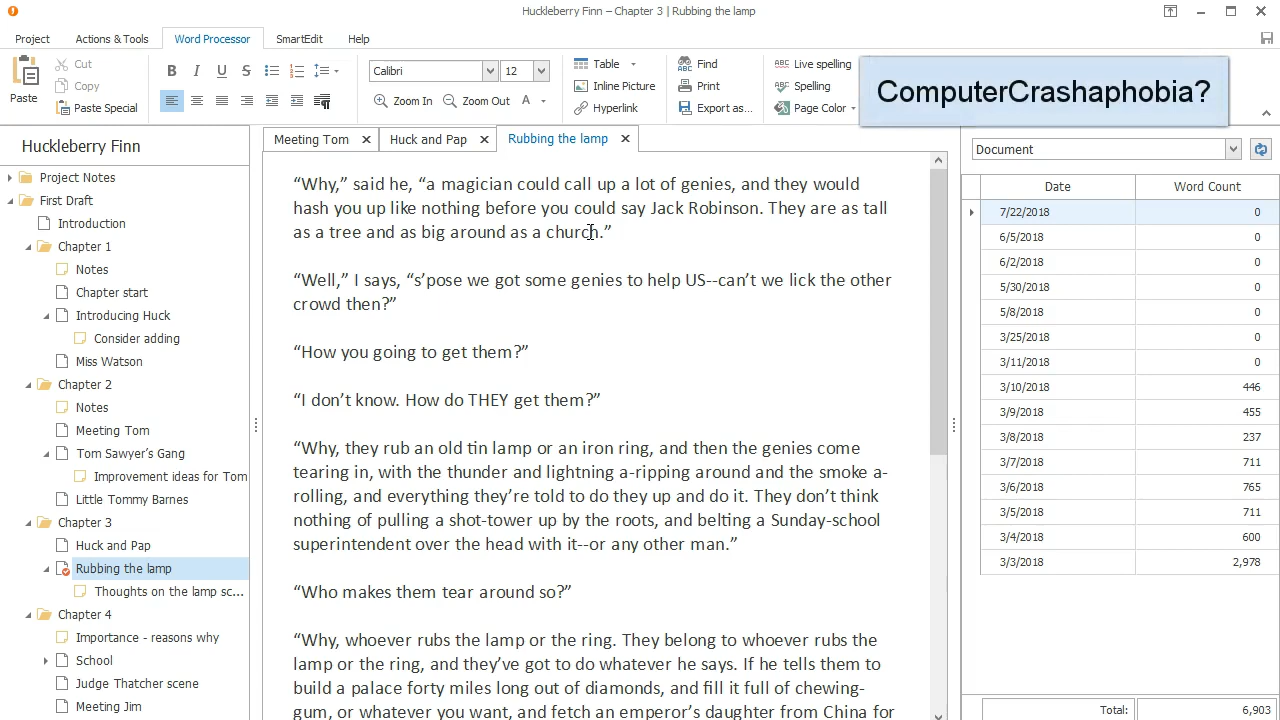 Huckleberry Finn – Chapter 3 | Rubbing the lamp
Project
Actions & Tools
Word Processor
SmartEdit
Help
Paste
Cut
Copy
Paste Special
B I U S
Calibri
12
Zoom In
Zoom Out
A
Table
Inline Picture
Hyperlink
Find
Print
Export as...
Live spelling
Spelling
Page Color
ComputerCrashaphobia?
Huckleberry Finn
Project Notes
First Draft
Introduction
Chapter 1
Notes
Chapter start
Introducing Huck
Consider adding
Miss Watson
Chapter 2
Notes
Meeting Tom
Tom Sawyer's Gang
Improvement ideas for Tom
Little Tommy Barnes
Chapter 3
Huck and Pap
Rubbing the lamp
Thoughts on the lamp sc...
Chapter 4
Importance - reasons why
School
Judge Thatcher scene
Meeting Jim
Meeting Tom
Huck and Pap
Rubbing the lamp
“Why,” said he, “a magician could call up a lot of genies, and they would
hash you up like nothing before you could say Jack Robinson. They are as tall
as a tree and as big around as a church.”
“Well,” I says, “s’pose we got some genies to help US--can’t we lick the other
crowd then?”
“How you going to get them?”
“I don’t know. How do THEY get them?”
“Why, they rub an old tin lamp or an iron ring, and then the genies come
tearing in, with the thunder and lightning a-ripping around and the smoke a-
rolling, and everything they’re told to do they up and do it. They don’t think
nothing of pulling a shot-tower up by the roots, and belting a Sunday-school
superintendent over the head with it--or any other man.”
“Who makes them tear around so?”
“Why, whoever rubs the lamp or the ring. They belong to whoever rubs the
lamp or the ring, and they’ve got to do whatever he says. If he tells them to
build a palace forty miles long out of diamonds, and fill it full of chewing-
gum, or whatever you want, and fetch an emperor’s daughter from China for
Document
Date Word Count
7/22/2018 0
6/5/2018 0
6/2/2018 0
5/30/2018 0
5/8/2018 0
3/25/2018 0
3/11/2018 0
3/10/2018 446
3/9/2018 455
3/8/2018 237
3/7/2018 711
3/6/2018 765
3/5/2018 711
3/4/2018 600
3/3/2018 2,978
Total: 6,903